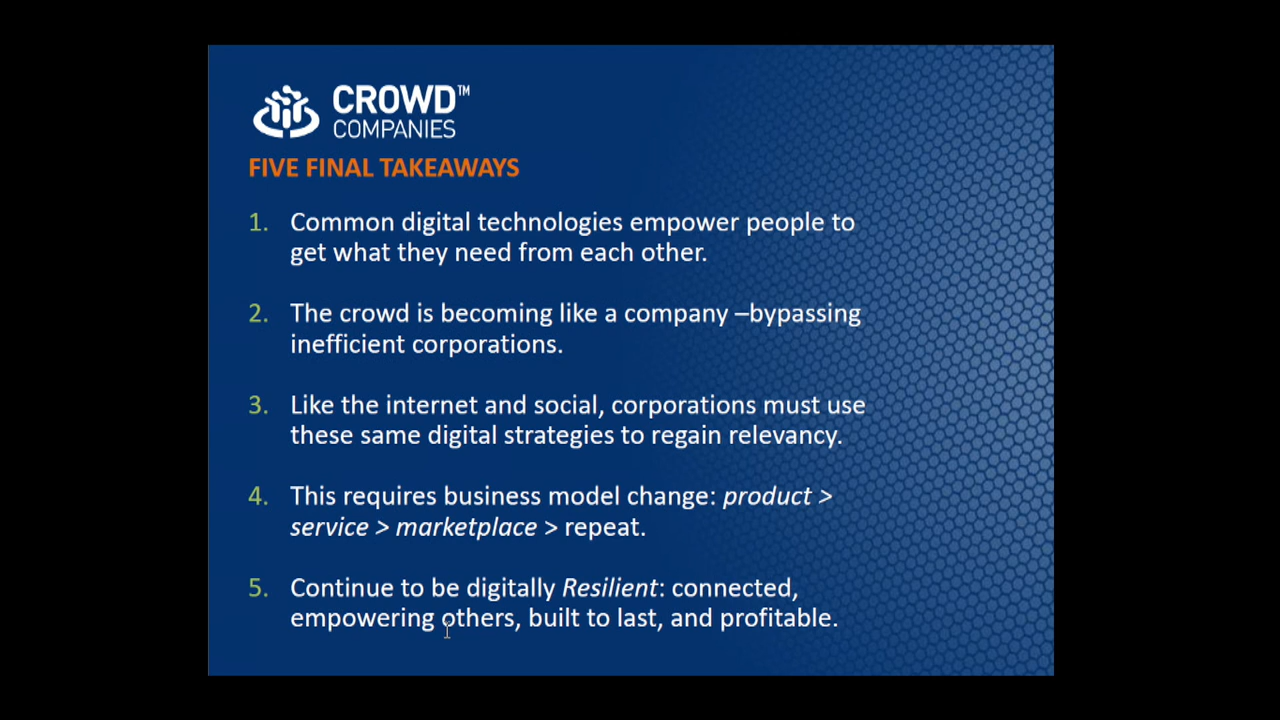 CROWD™
COMPANIES
FIVE FINAL TAKEAWAYS
1. Common digital technologies empower people to
get what they need from each other.
2. The crowd is becoming like a company –bypassing
inefficient corporations.
3. Like the internet and social, corporations must use
these same digital strategies to regain relevancy.
4. This requires business model change: product >
service > marketplace > repeat.
5. Continue to be digitally Resilient: connected,
empowering others, built to last, and profitable.